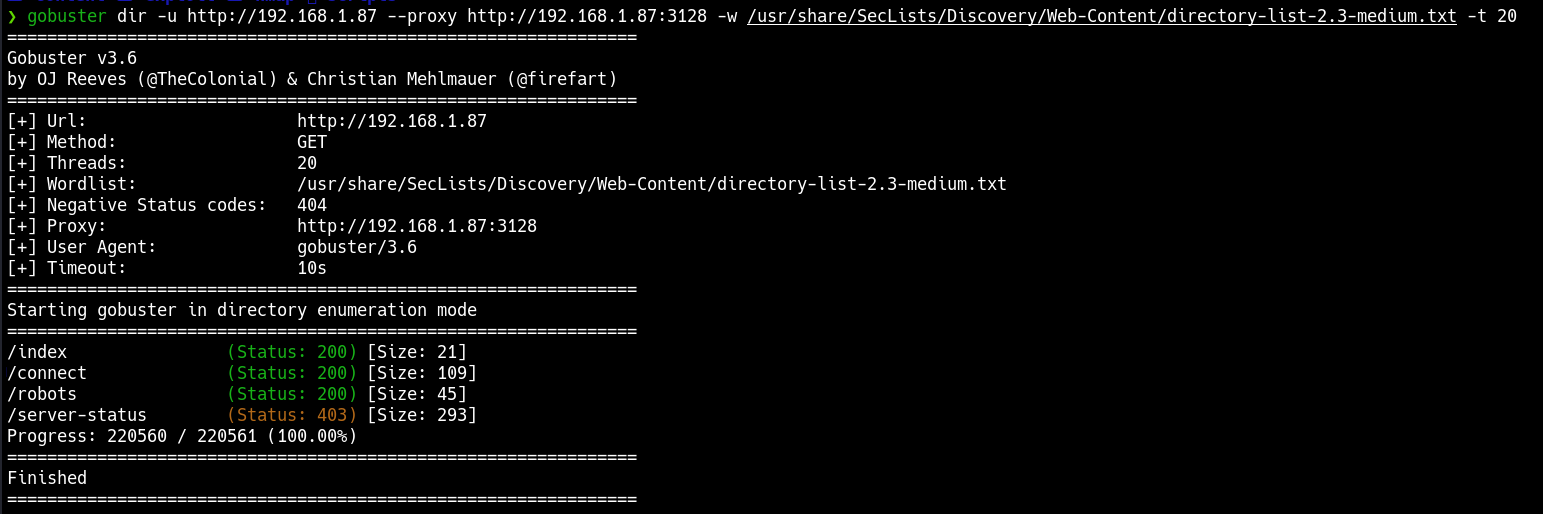 ❯ gobuster dir -u http://192.168.1.87 --proxy http://192.168.1.87:3128 -w /usr/share/SecLists/Discovery/Web-Content/directory-list-2.3-medium.txt -t 20
===============================================================
Gobuster v3.6
by OJ Reeves (@TheColonial) & Christian Mehlmauer (@firefart)
===============================================================
[+] Url:                     http://192.168.1.87
[+] Method:                  GET
[+] Threads:                 20
[+] Wordlist:                /usr/share/SecLists/Discovery/Web-Content/directory-list-2.3-medium.txt
[+] Negative Status codes:   404
[+] Proxy:                   http://192.168.1.87:3128
[+] User Agent:              gobuster/3.6
[+] Timeout:                 10s
===============================================================
Starting gobuster in directory enumeration mode
===============================================================
/index                (Status: 200) [Size: 21]
/connect              (Status: 200) [Size: 109]
/robots               (Status: 200) [Size: 45]
/server-status        (Status: 403) [Size: 293]
Progress: 220560 / 220561 (100.00%)
===============================================================
Finished
===============================================================